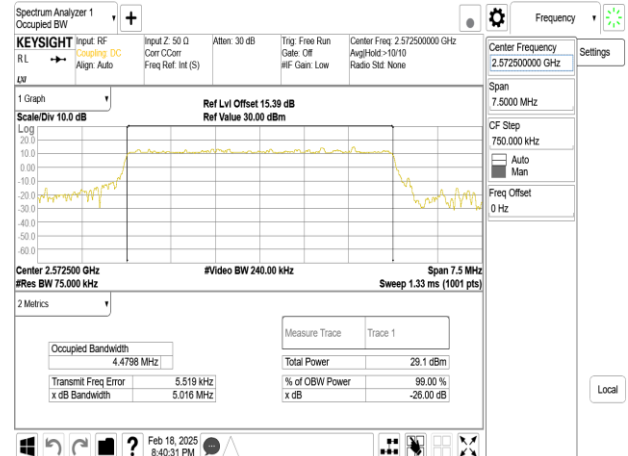 Spectrum Analyzer 1
Occupied BW
Frequency
KEYSIGHT
Input: RF
Input Z: 50 Ω
Atten: 30 dB
Trig: Free Run
Center Freq: 2.572500000 GHz
RL
Coupling: DC
Corr CCorr
Gate: Off
Avg|Hold:>10/10
Align: Auto
Freq Ref: Int (S)
#IF Gain: Low
Radio Std: None
LXI
Center Frequency
2.572500000 GHz
Settings
Span
7.5000 MHz
CF Step
750.000 kHz
Auto
Man
Freq Offset
0 Hz
Local
1 Graph
Ref Lvl Offset 15.39 dB
Scale/Div 10.0 dB
Ref Value 30.00 dBm
Log
20.0
10.0
0.00
-10.0
-20.0
-30.0
-40.0
-50.0
-60.0
Center 2.572500 GHz
#Video BW 240.00 kHz
Span 7.5 MHz
#Res BW 75.000 kHz
Sweep 1.33 ms (1001 pts)
2 Metrics
Measure Trace
Trace 1
Occupied Bandwidth
4.4798 MHz
Total Power
29.1 dBm
Transmit Freq Error
5.519 kHz
% of OBW Power
99.00 %
x dB Bandwidth
5.016 MHz
x dB
-26.00 dB
?
Feb 18, 2025
8:40:31 PM